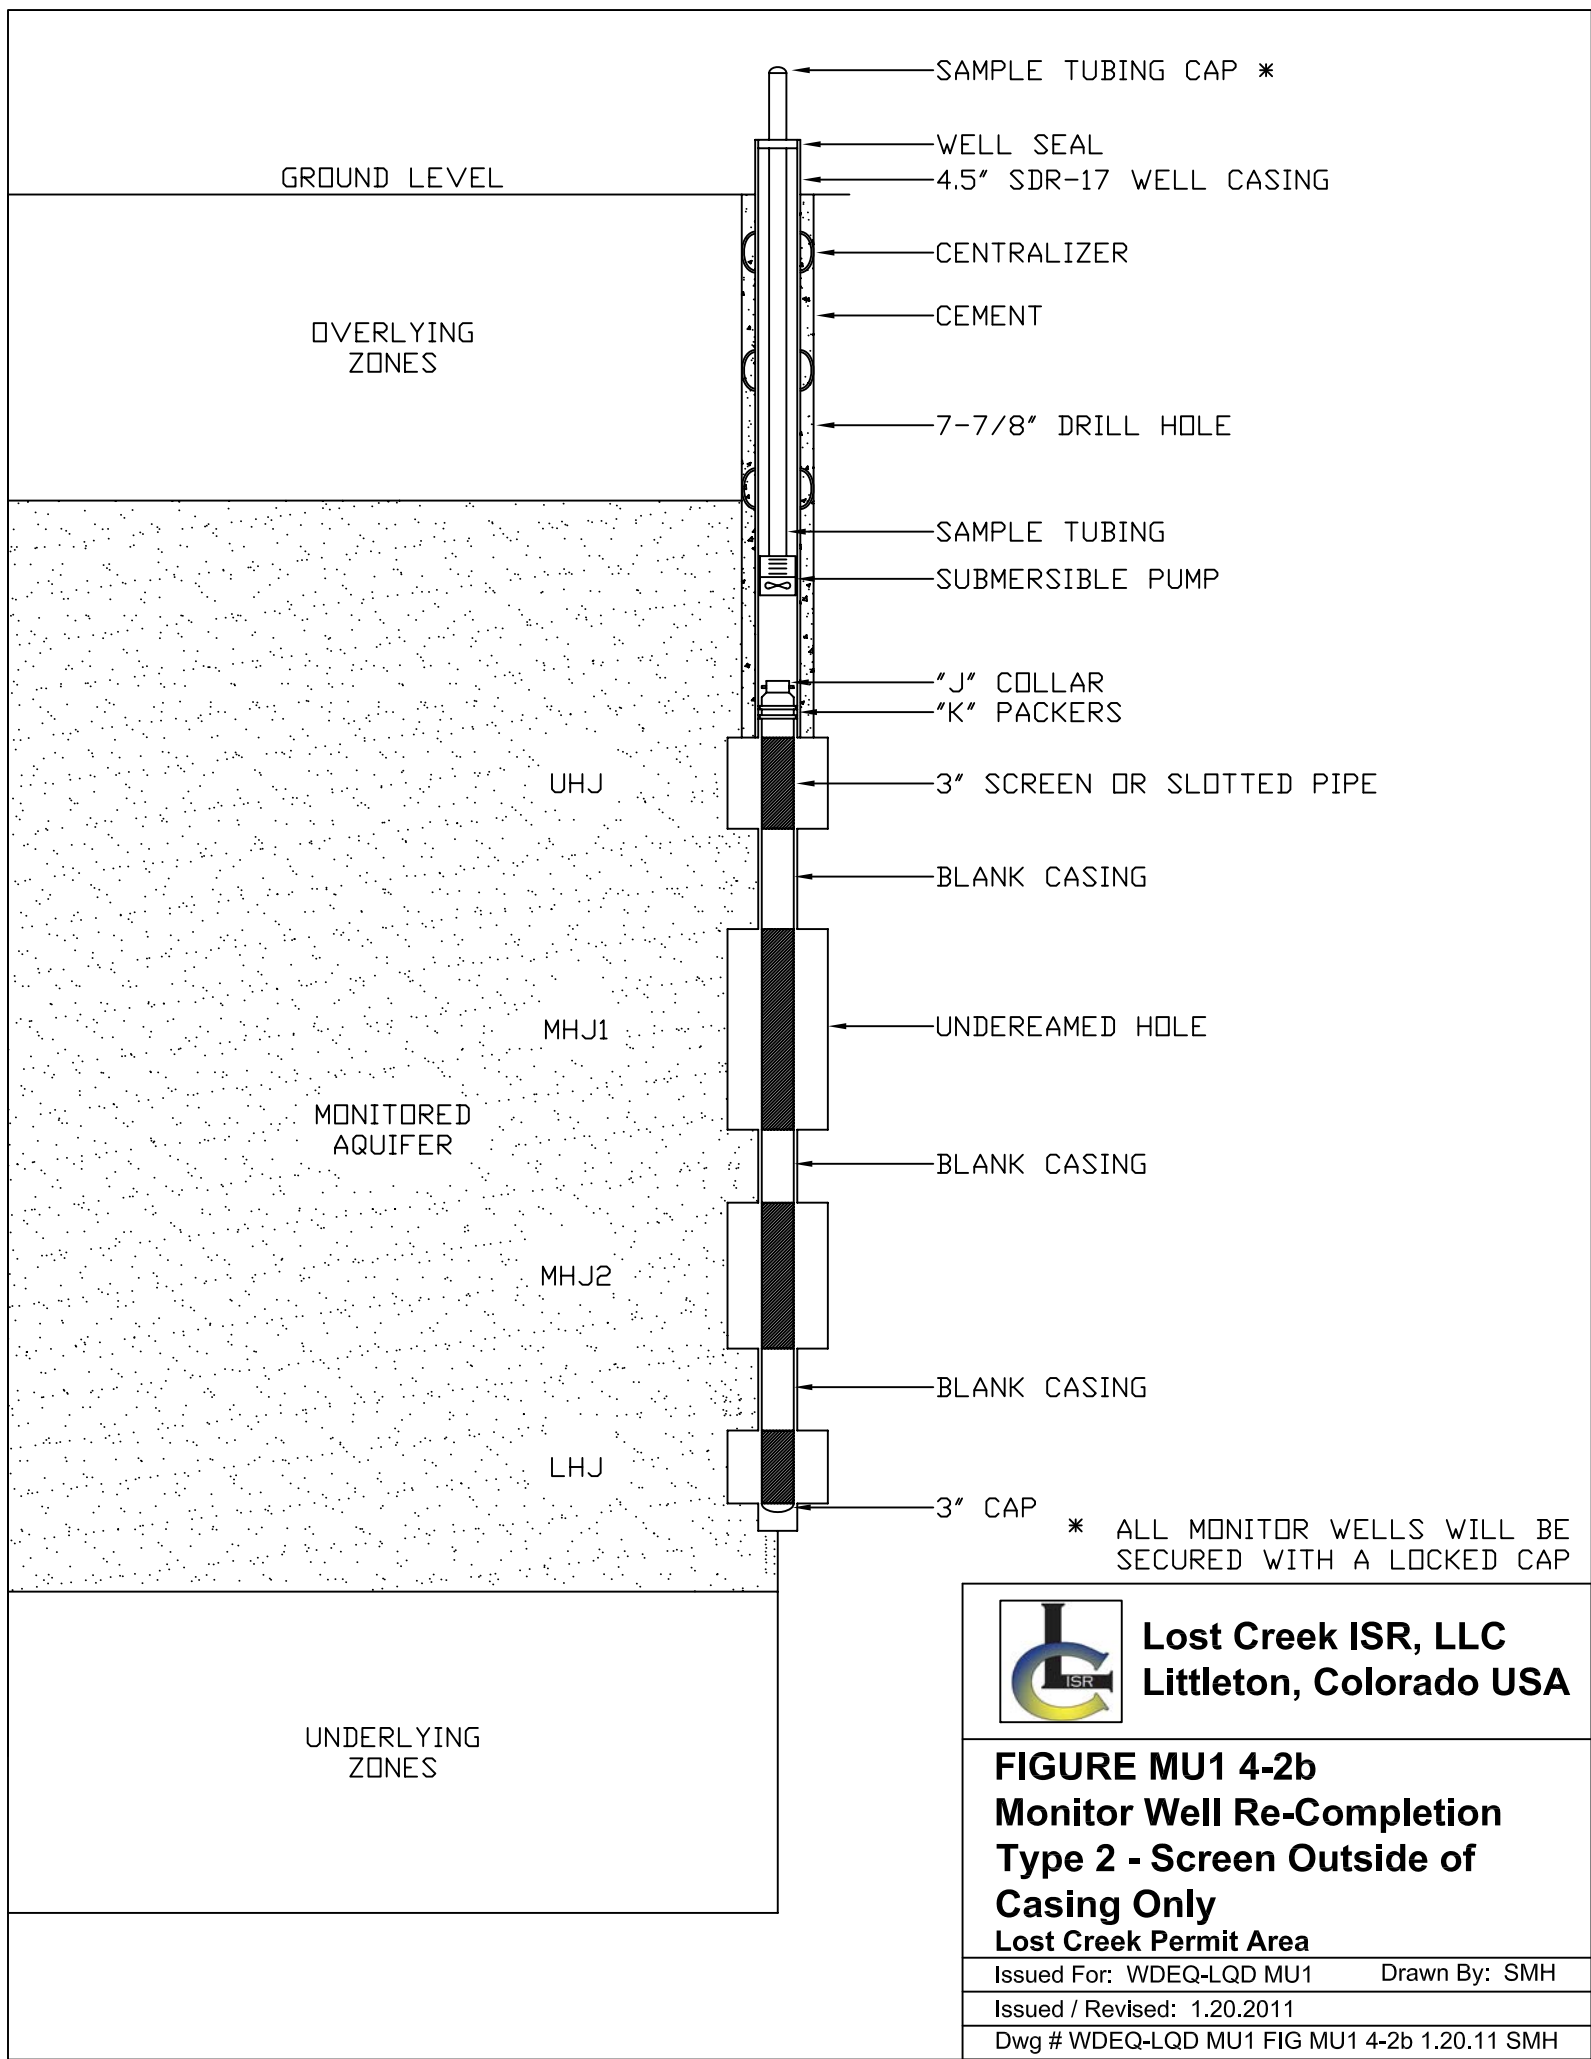 SAMPLE TUBING CAP *
WELL SEAL
GROUND LEVEL
4.5" SDR-17 WELL CASING
CENTRALIZER
CEMENT
OVERLYING
ZONES
7-7/8" DRILL HOLE
SAMPLE TUBING
SUBMERSIBLE PUMP
"J" COLLAR
"K" PACKERS
UHJ
3" SCREEN OR SLOTTED PIPE
BLANK CASING
MHJ1
UNDEREAMED HOLE
MONITORED
AQUIFER
BLANK CASING
MHJ2
BLANK CASING
LHJ
3" CAP
* ALL MONITOR WELLS WILL BE
SECURED WITH A LOCKED CAP
UNDERLYING
ZONES
LC ISR
Lost Creek ISR, LLC
Littleton, Colorado USA
FIGURE MU1 4-2b
Monitor Well Re-Completion
Type 2 - Screen Outside of
Casing Only
Lost Creek Permit Area
Issued For: WDEQ-LQD MU1 Drawn By: SMH
Issued / Revised: 1.20.2011
Dwg # WDEQ-LQD MU1 FIG MU1 4-2b 1.20.11 SMH